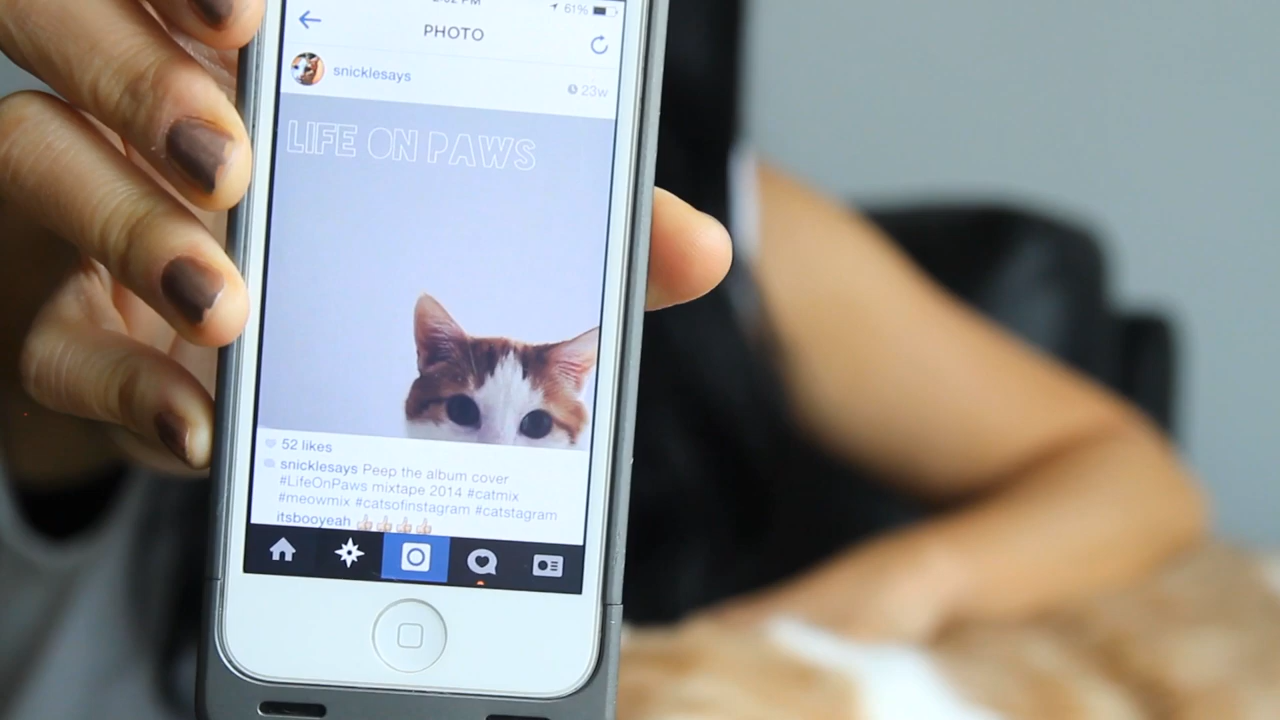 61%
PHOTO
snicklesays
23w
LIFE ON PAWS
52 likes
snicklesays Peep the album cover
#LifeOnPaws mixtape 2014 #catmix
#meowmix #catsofinstagram #catstagram
itsbooyeah 👍👍👍👍